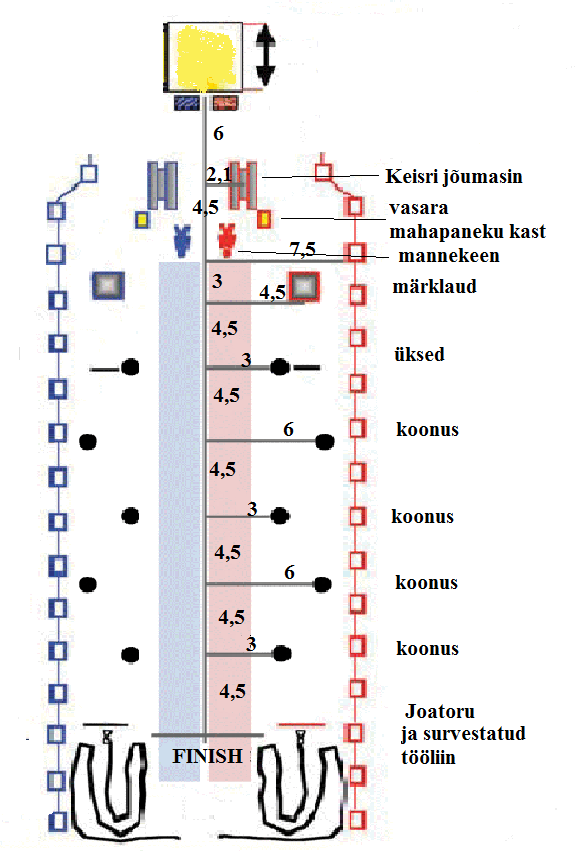 6
2,1
Keisri jõumasin
4,5
vasara
mahapaneku kast
7,5
mannekeen
3
4,5
märklaud
4,5
3
üksed
4,5
6
koonus
4,5
3
koonus
4,5
6
koonus
4,5
3
koonus
4,5
Joatoru
ja survestatud
tööliin
FINISH